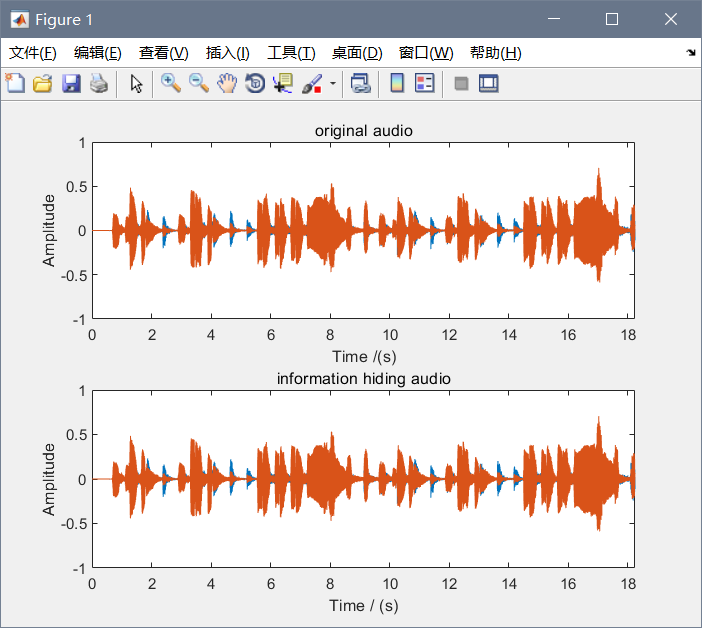 Figure 1
文件(F) 编辑(E) 查看(V) 插入(I) 工具(T) 桌面(D) 窗口(W) 帮助(H)
original audio
1
0.5
0
-0.5
-1
Amplitude
0 2 4 6 8 10 12 14 16 18
Time /(s)
information hiding audio
1
0.5
0
-0.5
-1
Amplitude
0 2 4 6 8 10 12 14 16 18
Time / (s)